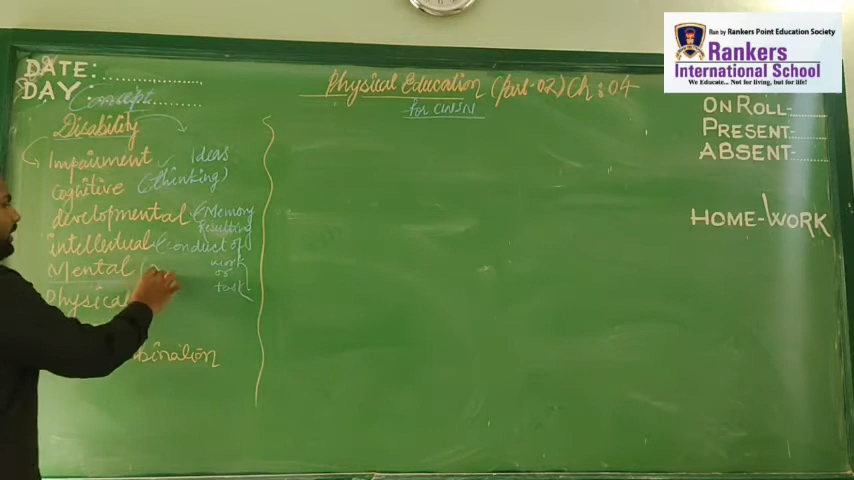 Run by Rankers Point Education Society
Rankers
International School
We Educate... Not for living, but for life!
DATE:
DAY
Concept
Disability
Impairment Ideas
Cognitive (thinking)
developmental (Memory
Resulting
intellectual (conduct of
work
or
task
Mental (
Physical
bination
Physical Education (Part-02) Ch:04
for CWSN
ON ROLL-
PRESENT-
ABSENT-
HOME-WORK